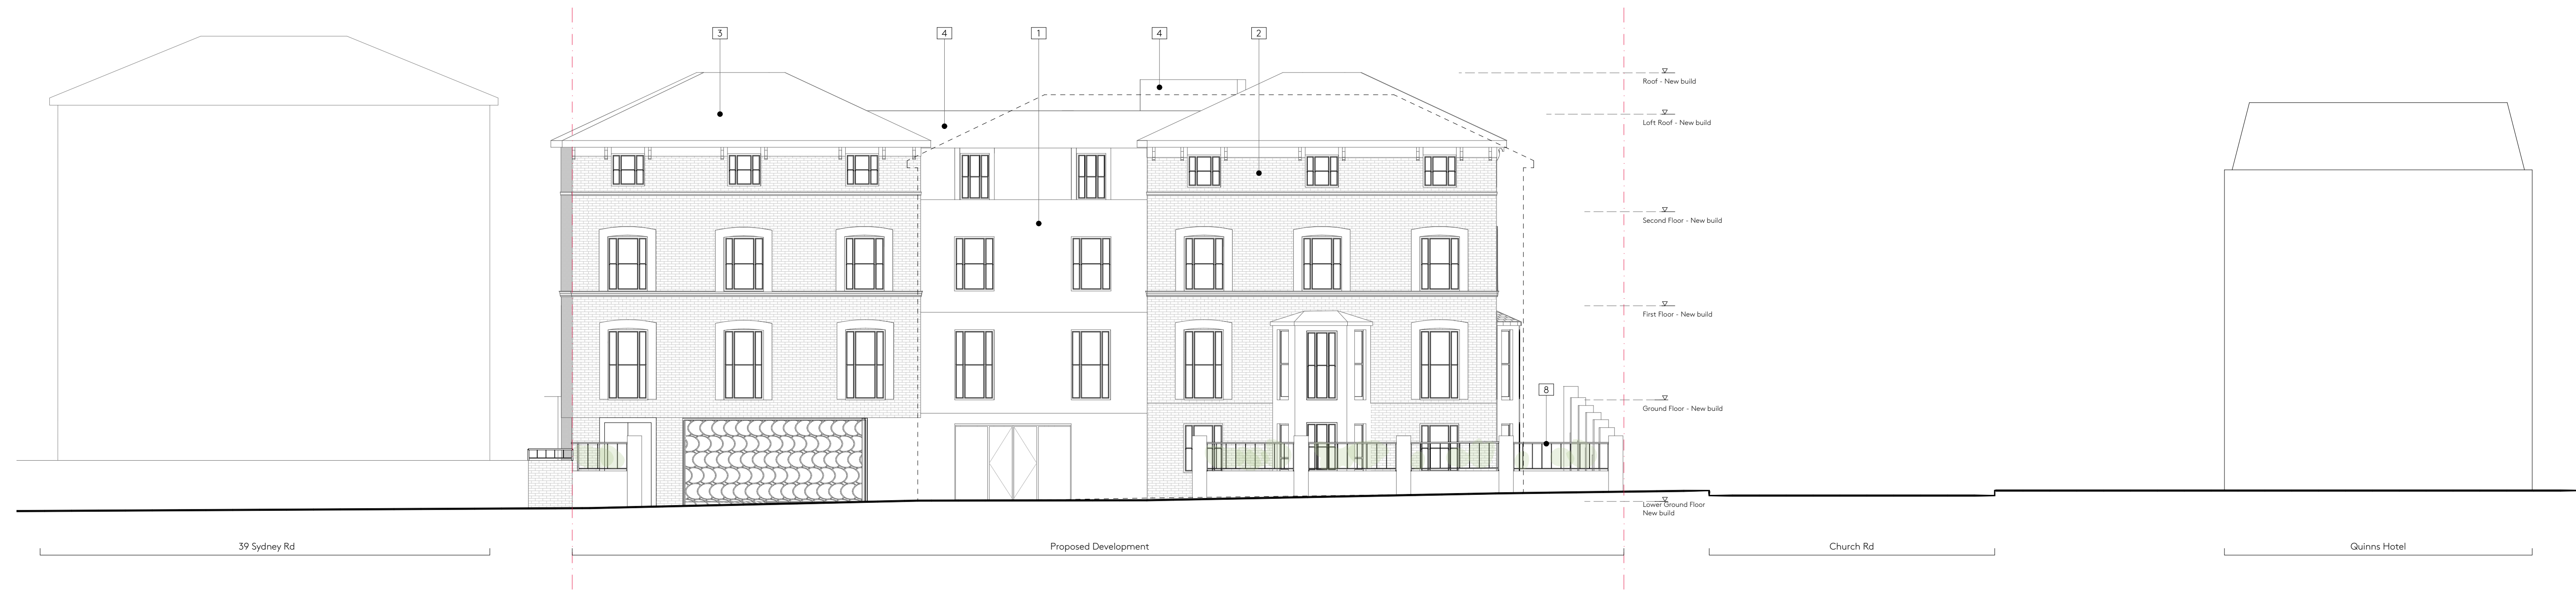 3
4
1
4
2
Roof - New build
Loft Roof - New build
Second Floor - New build
First Floor - New build
8
Ground Floor - New build
Lower Ground Floor
New build
39 Sydney Rd
Proposed Development
Church Rd
Quinns Hotel